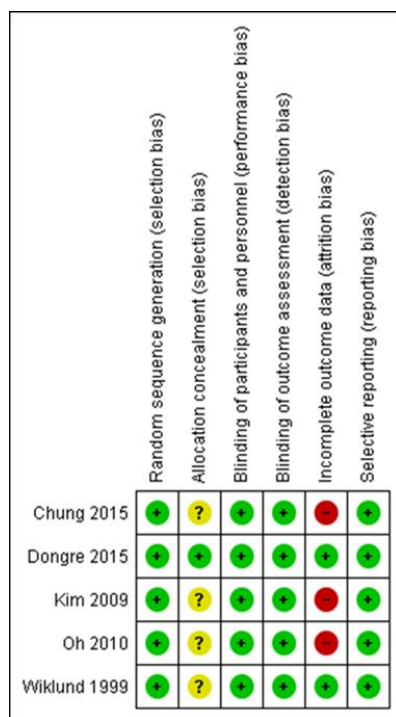 Random sequence generation (selection bias)
Allocation concealment (selection bias)
Blinding of participants and personnel (performance bias)
Blinding of outcome assessment (detection bias)
Incomplete outcome data (attrition bias)
Selective reporting (reporting bias)
Chung 2015 + ? + + - +
Dongre 2015 + + + + + +
Kim 2009 + ? + + - +
Oh 2010 + ? + + - +
Wiklund 1999 + ? + + + +